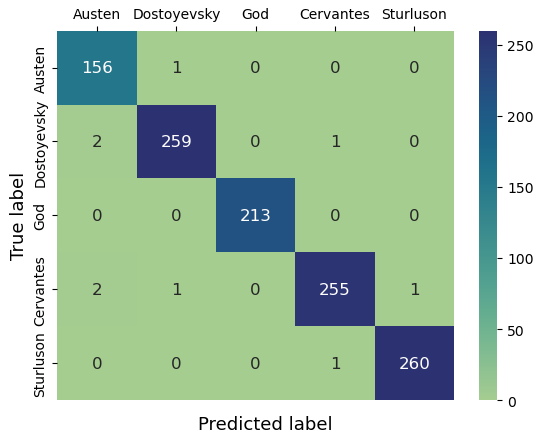 Austen Dostoyevsky God Cervantes Sturluson
Austen 156 1 0 0 0
Dostoyevsky 2 259 0 1 0
God 0 0 213 0 0
Cervantes 2 1 0 255 1
Sturluson 0 0 0 1 260
True label
Predicted label
250
200
150
100
50
0